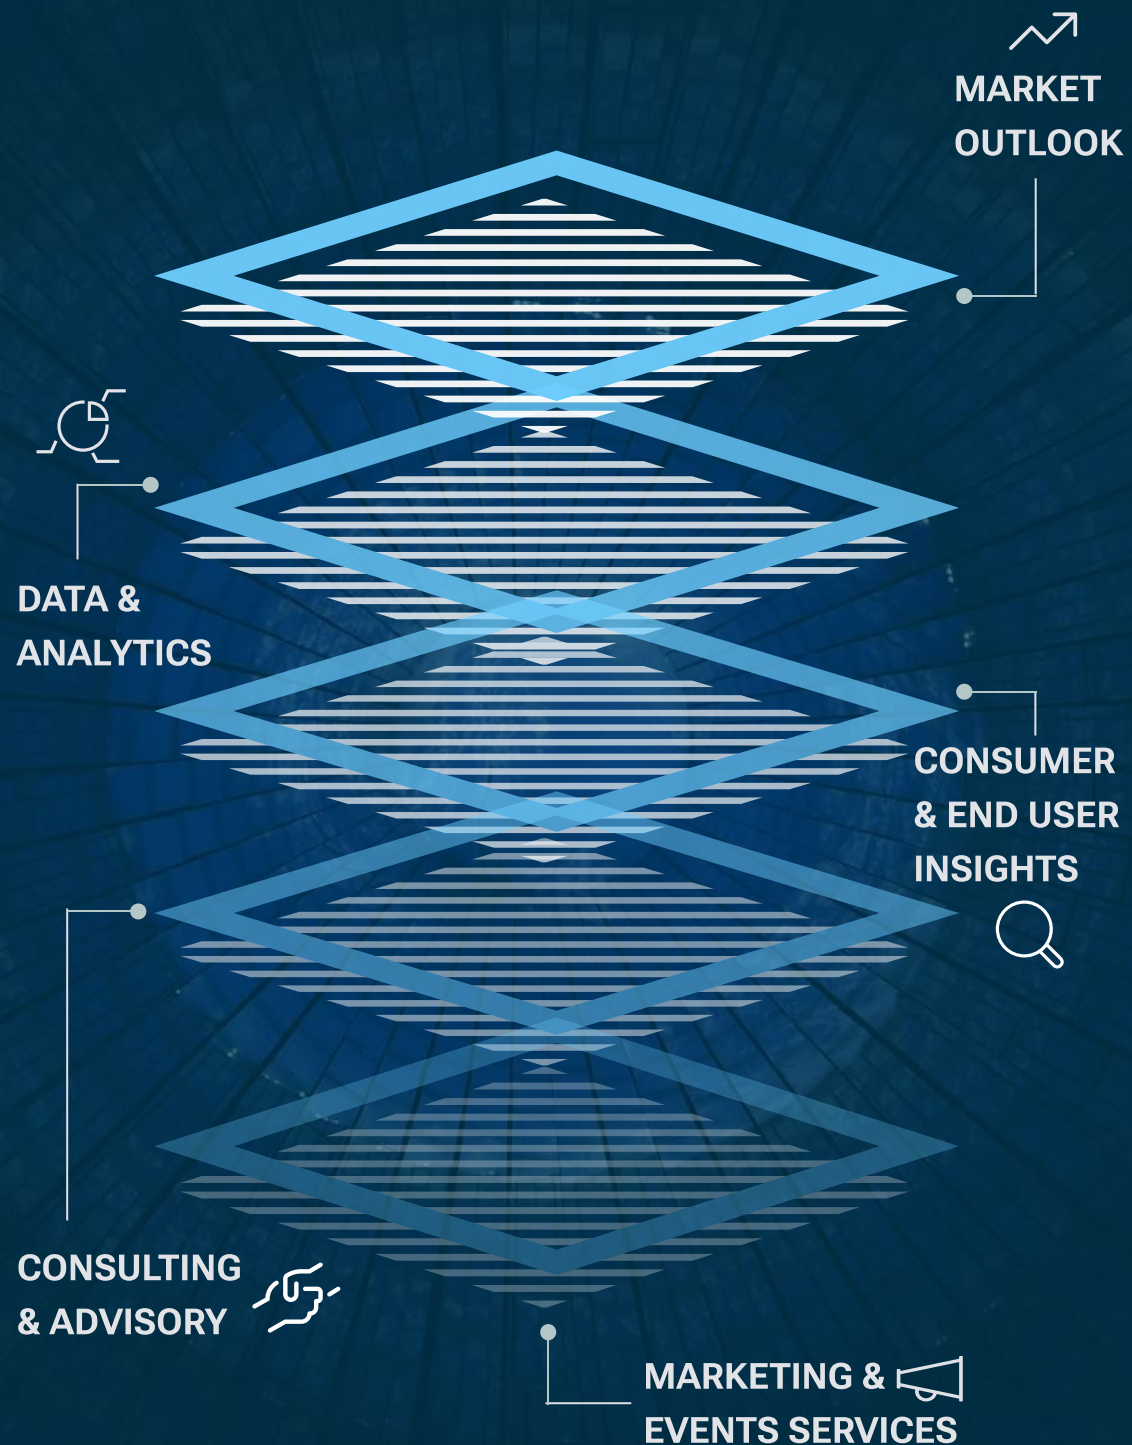 MARKET
OUTLOOK
DATA &
ANALYTICS
CONSUMER
& END USER
INSIGHTS
CONSULTING
& ADVISORY
MARKETING &
EVENTS SERVICES